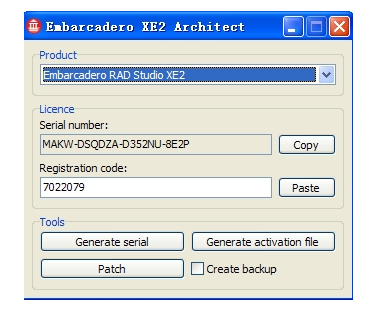 Embarcadero XE2 Architect
Product
Embarcadero RAD Studio XE2
Licence
Serial number:
MAKW-DSQDZA-D352NU-8E2P
Copy
Registration code:
7022079
Paste
Tools
Generate serial
Generate activation file
Patch
Create backup